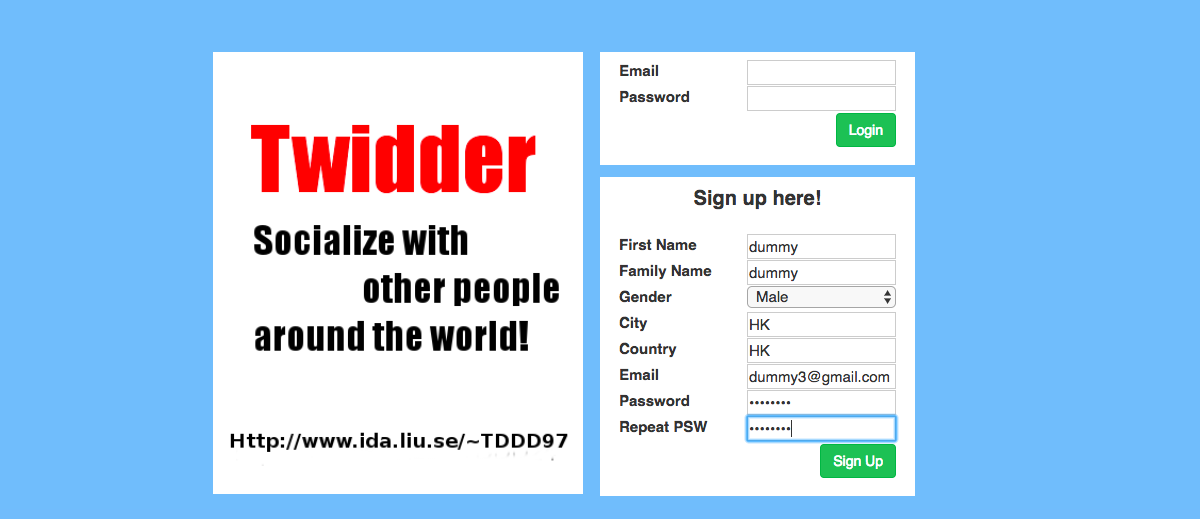 Twidder
Socialize with
other people
around the world!
Http://www.ida.liu.se/~TDDD97
Email
Password
Login
Sign up here!
First Name dummy
Family Name dummy
Gender Male
City HK
Country HK
Email dummy3@gmail.com
Password ••••••••
Repeat PSW ••••••••
Sign Up